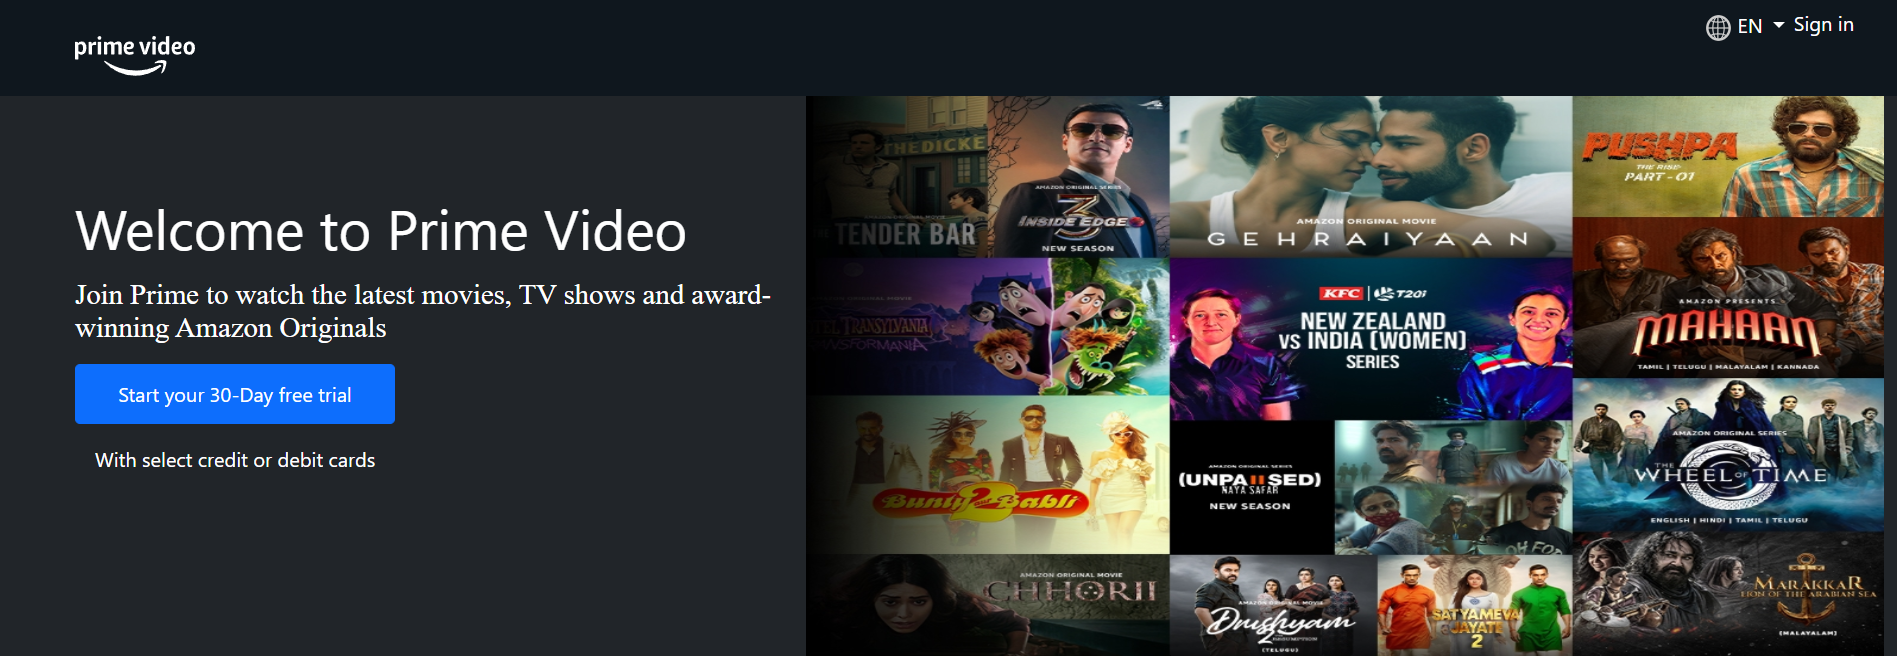 prime video
EN
Sign in
Welcome to Prime Video
Join Prime to watch the latest movies, TV shows and award-
winning Amazon Originals
Start your 30-Day free trial
With select credit or debit cards
THE DICKE
THE TENDER BAR
AMAZON ORIGINAL SERIES
3
INSIDE EDGE
NEW SEASON
AMAZON ORIGINAL MOVIE
GEHRAIYAAN
PUSHPA
THE RISE
PART - 01
AMAZON PRESENTS
MAHAAN
TAMIL | TELUGU | MALAYALAM | KANNADA
TRANSYLVANIA
KFC | T20i
NEW ZEALAND
VS INDIA (WOMEN)
SERIES
Bunty 2 Babli
AMAZON ORIGINAL SERIES
(UNPAUSED)
NAYA SAFAR
NEW SEASON
OH FOR
AMAZON ORIGINAL SERIES
THE WHEEL OF TIME
ENGLISH | HINDI | TAMIL | TELUGU
AMAZON ORIGINAL MOVIE
CHHORII
AMAZON ORIGINAL MOVIE
Drushyam
2
(TELUGU)
SATYAMEVA
JAYATE
2
MARAKKAR
LION OF THE ARABIAN SEA
(MALAYALAM)